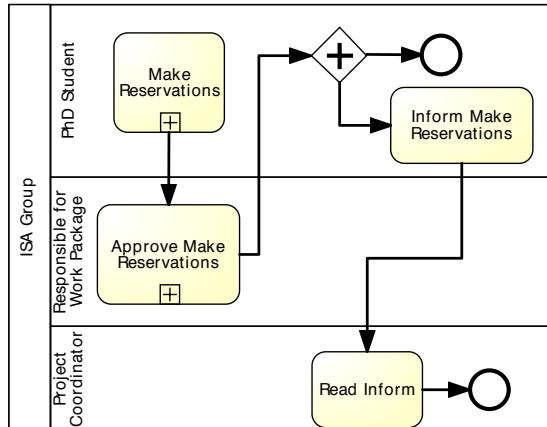 ISA Group
PhD Student
Make
Reservations
Inform Make
Reservations
Responsible for
Work Package
Approve Make
Reservations
Project
Coordinator
Read Inform